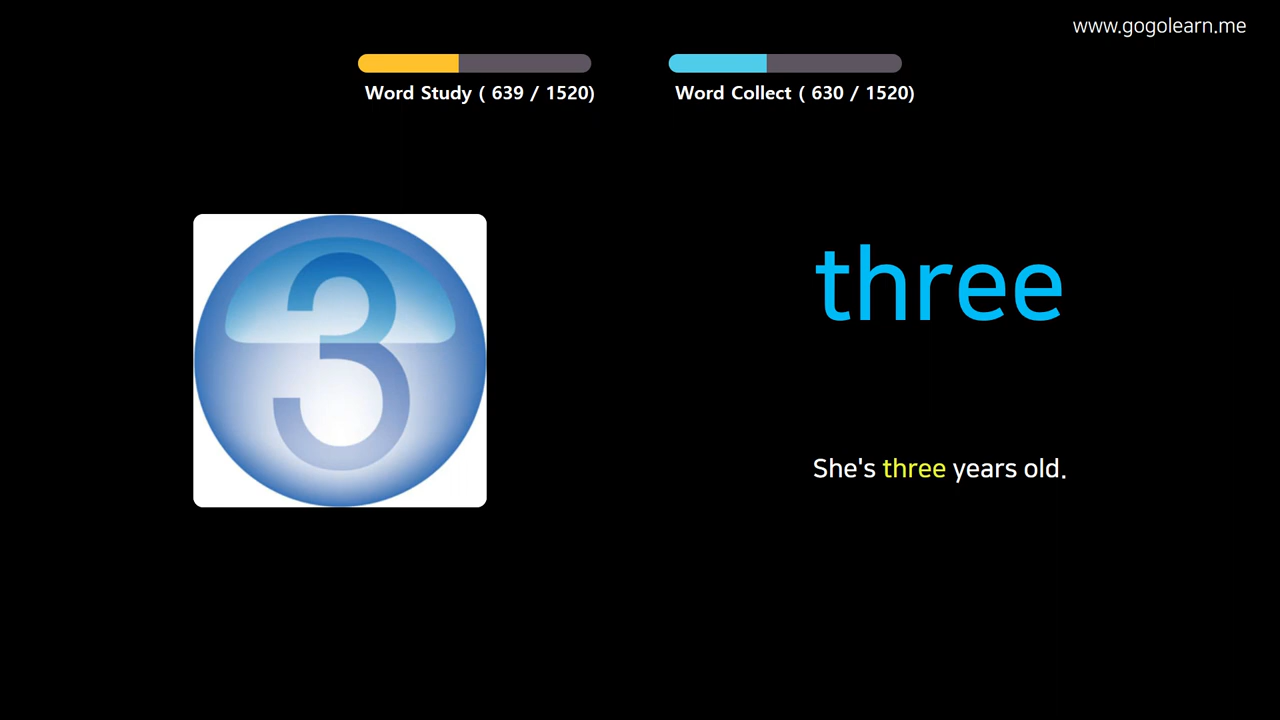 www.gogolearn.me
Word Study ( 639 / 1520)
Word Collect ( 630 / 1520)
3
three
She's three years old.